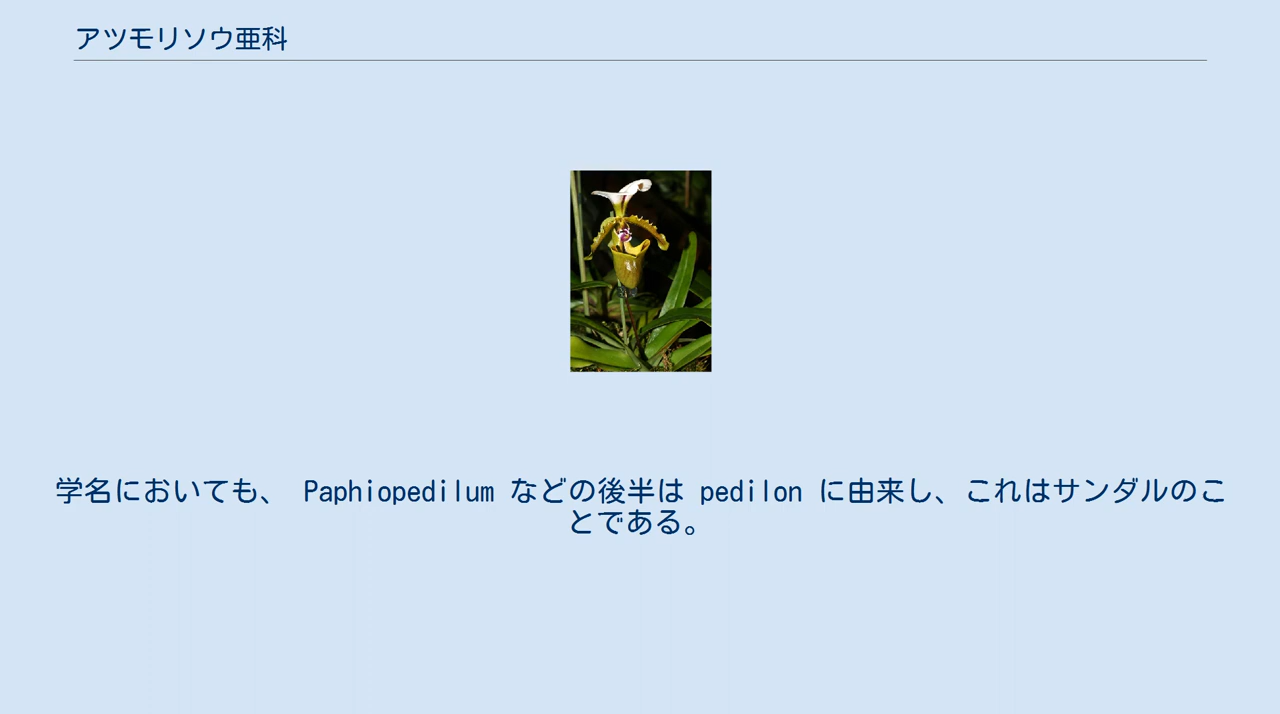 アツモリソウ亜科
学名においても、 Paphiopedilum などの後半は pedilon に由来し、これはサンダルのこ
とである。